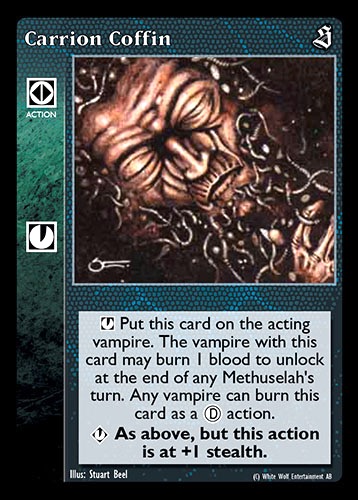 Carrion Coffin
ACTION
Put this card on the acting
vampire. The vampire with this
card may burn 1 blood to unlock
at the end of any Methuselah's
turn. Any vampire can burn this
card as a Ⓓ action.
As above, but this action
is at +1 stealth.
Illus: Stuart Beel
(C) White Wolf Entertainment AB